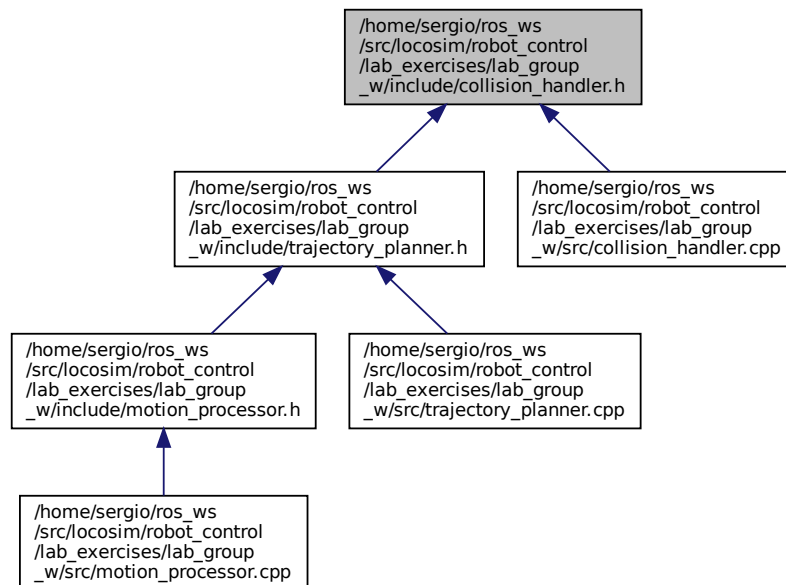 /home/sergio/ros_ws
/src/locosim/robot_control
/lab_exercises/lab_group
_w/include/collision_handler.h
/home/sergio/ros_ws
/src/locosim/robot_control
/lab_exercises/lab_group
_w/include/trajectory_planner.h
/home/sergio/ros_ws
/src/locosim/robot_control
/lab_exercises/lab_group
_w/src/collision_handler.cpp
/home/sergio/ros_ws
/src/locosim/robot_control
/lab_exercises/lab_group
_w/include/motion_processor.h
/home/sergio/ros_ws
/src/locosim/robot_control
/lab_exercises/lab_group
_w/src/trajectory_planner.cpp
/home/sergio/ros_ws
/src/locosim/robot_control
/lab_exercises/lab_group
_w/src/motion_processor.cpp